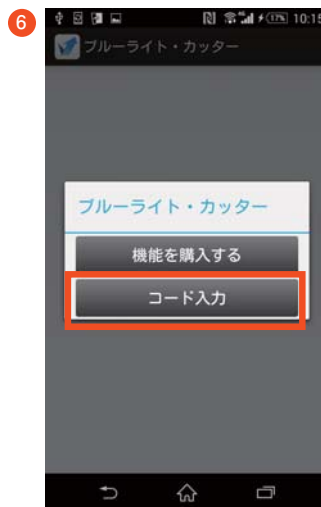 6
17% 10:15
ブルーライト・カッター
ブルーライト・カッター
機能を購入する
コード入力